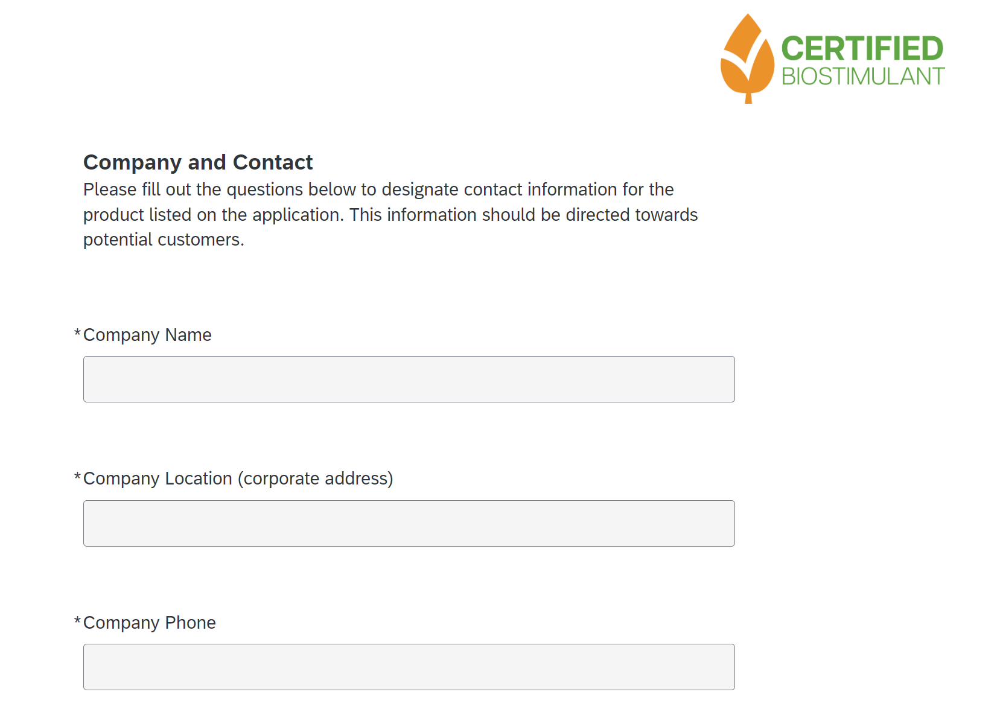 CERTIFIED
BIOSTIMULANT
Company and Contact
Please fill out the questions below to designate contact information for the
product listed on the application. This information should be directed towards
potential customers.
*Company Name
*Company Location (corporate address)
*Company Phone